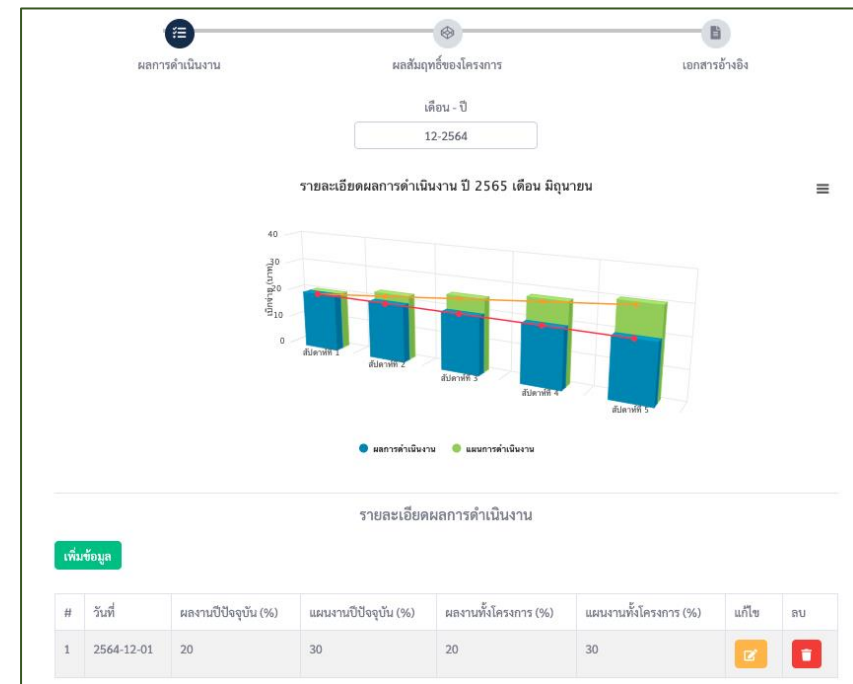 ผลการดำเนินงาน ผลสัมฤทธิ์ของโครงการ เอกสารอ้างอิง
เดือน - ปี
12-2564
รายละเอียดผลการดำเนินงาน ปี 2565 เดือน มิถุนายน
เบิกจ่าย (บาท)
40
30
20
10
0
สัปดาห์ที่ 1
สัปดาห์ที่ 2
สัปดาห์ที่ 3
สัปดาห์ที่ 4
สัปดาห์ที่ 5
ผลการดำเนินงาน แผนการดำเนินงาน
รายละเอียดผลการดำเนินงาน
เพิ่มข้อมูล
# วันที่ ผลงานปีปัจจุบัน (%) แผนงานปีปัจจุบัน (%) ผลงานทั้งโครงการ (%) แผนงานทั้งโครงการ (%) แก้ไข ลบ
1 2564-12-01 20 30 20 30